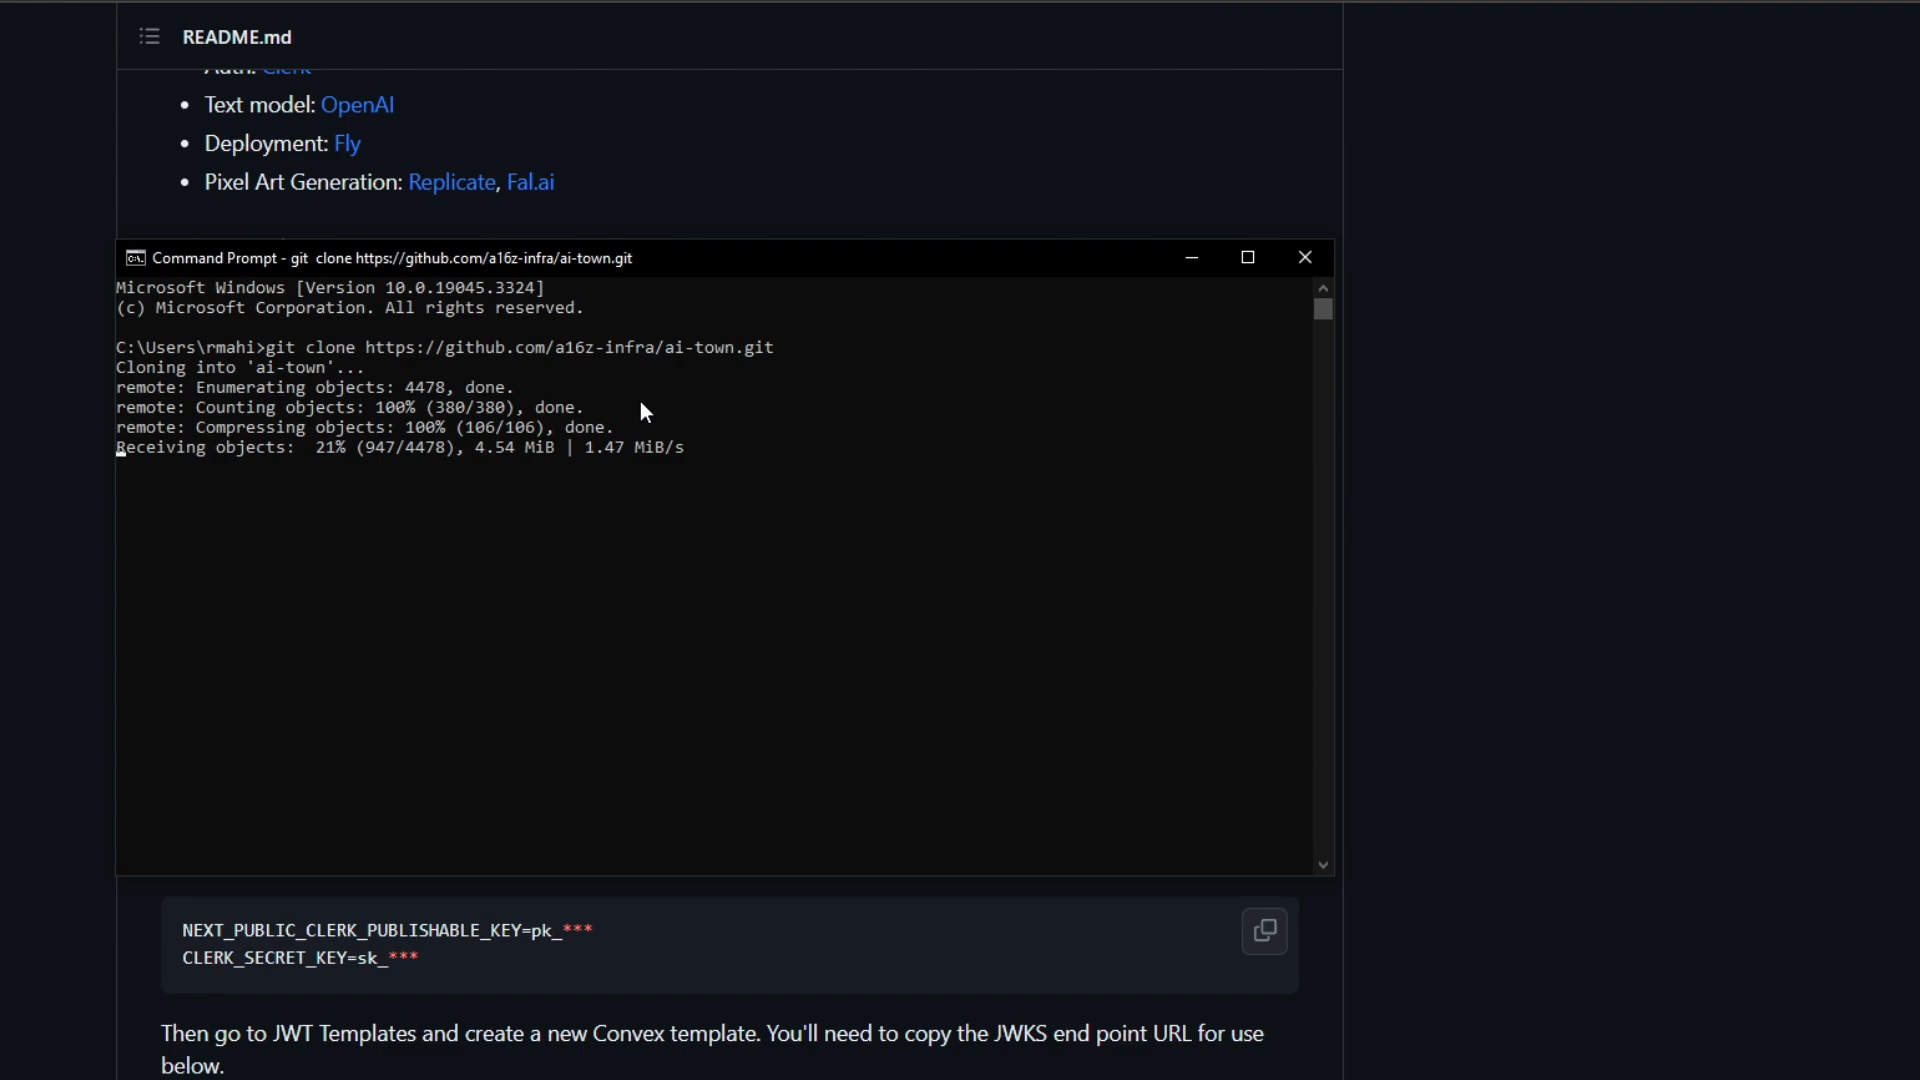 README.md
Auth: Clerk
Text model: OpenAI
Deployment: Fly
Pixel Art Generation: Replicate, Fal.ai
Command Prompt - git  clone https://github.com/a16z-infra/ai-town.git
Microsoft Windows [Version 10.0.19045.3324]
(c) Microsoft Corporation. All rights reserved.
C:\Users\rmahi>git clone https://github.com/a16z-infra/ai-town.git
Cloning into 'ai-town'...
remote: Enumerating objects: 4478, done.
remote: Counting objects: 100% (380/380), done.
remote: Compressing objects: 100% (106/106), done.
Receiving objects:  21% (947/4478), 4.54 MiB | 1.47 MiB/s
NEXT_PUBLIC_CLERK_PUBLISHABLE_KEY=pk_***
CLERK_SECRET_KEY=sk_***
Then go to JWT Templates and create a new Convex template. You'll need to copy the JWKS end point URL for use
below.